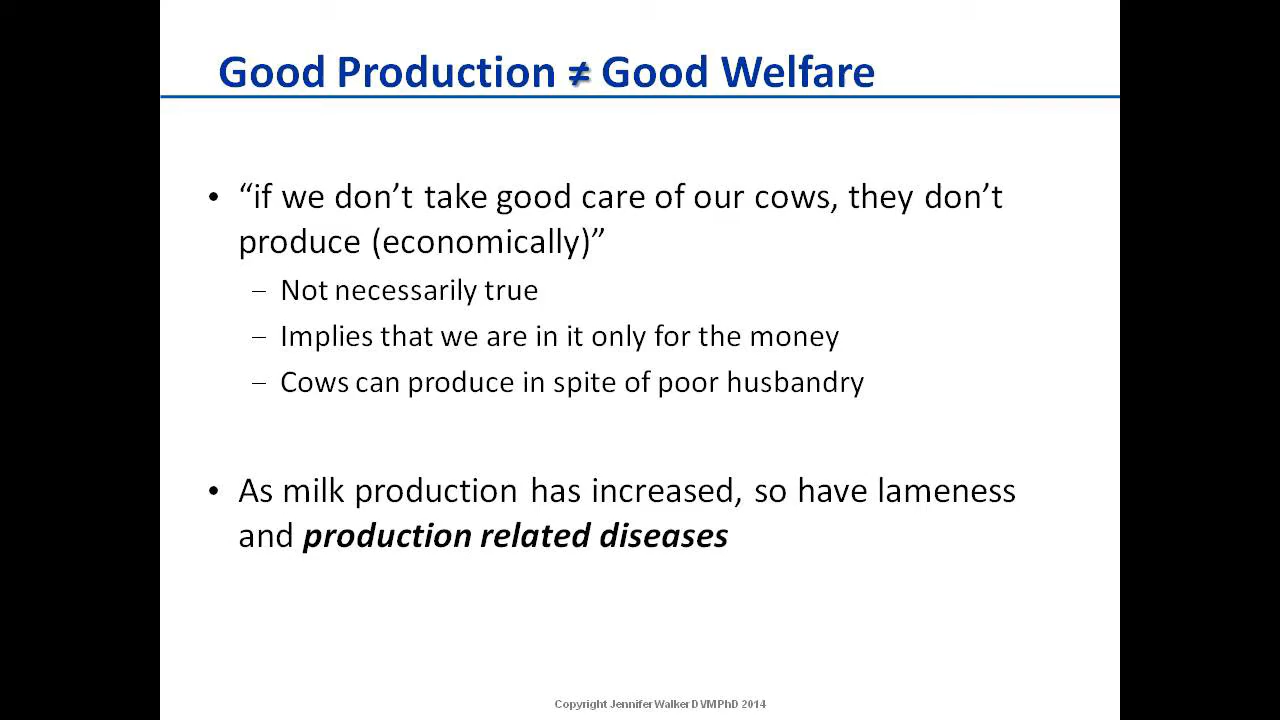 Good Production ≠ Good Welfare
• “if we don’t take good care of our cows, they don’t
produce (economically)”
– Not necessarily true
– Implies that we are in it only for the money
– Cows can produce in spite of poor husbandry
• As milk production has increased, so have lameness
and production related diseases
Copyright Jennifer Walker DVM PhD 2014